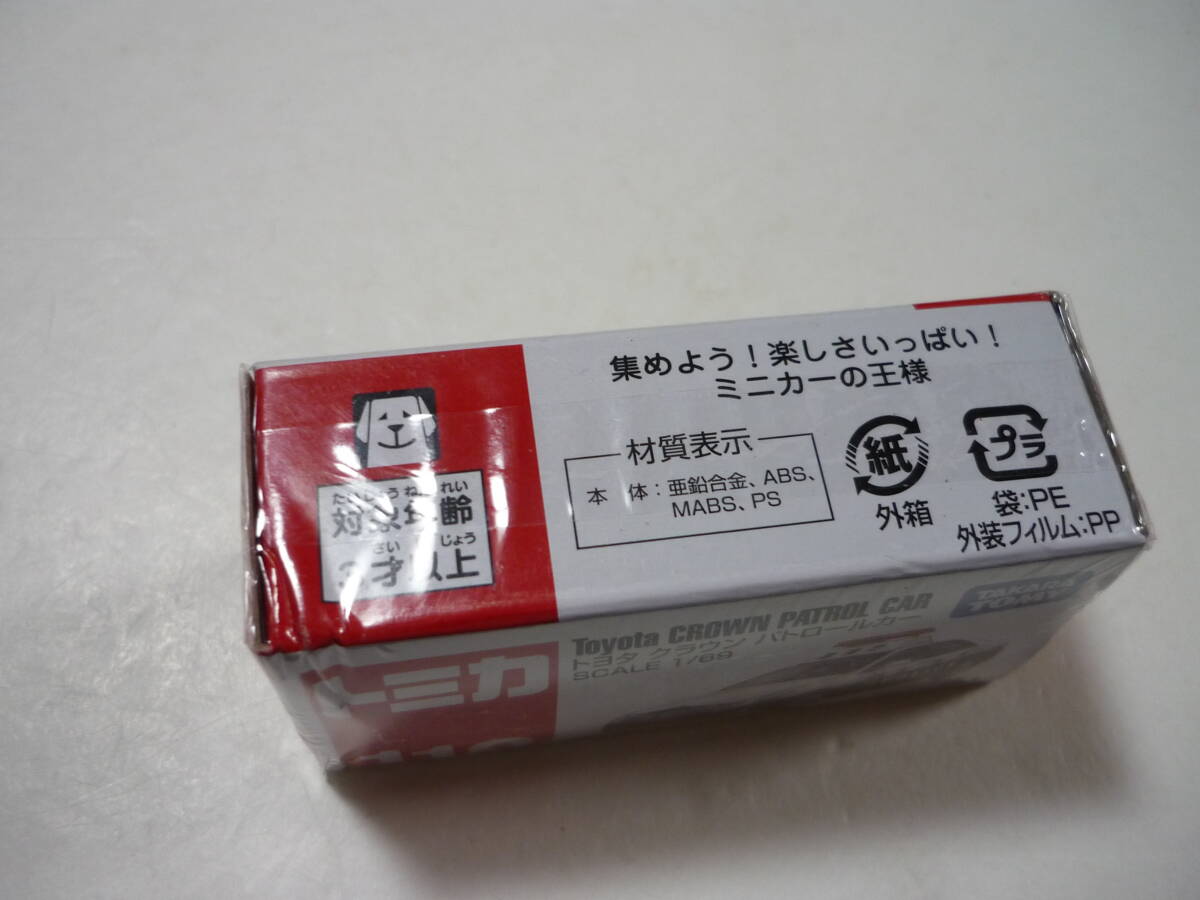 集めよう！楽しさいっぱい！
ミニカーの王様
たいしょう ねんれい
対象年齢
さい いじょう
3才以上
材質表示
本 体：亜鉛合金、ABS、
MABS、PS
紙
外箱
プラ
袋:PE
外装フィルム:PP
トミカ
Toyota CROWN PATROL CAR
トヨタ クラウン パトロールカー
SCALE 1/69
TAKARA
TOMY